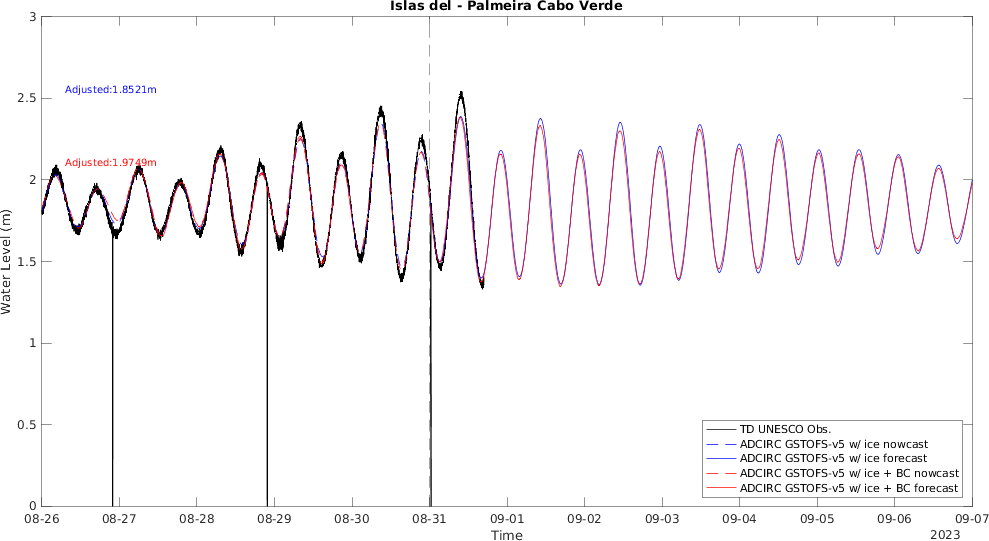 Islas del - Palmeira Cabo Verde
3
2.5
2
1.5
1
0.5
0
Water Level (m)
Adjusted:1.8521m
Adjusted:1.9749m
TD UNESCO Obs.
ADCIRC GSTOFS-v5 w/ ice nowcast
ADCIRC GSTOFS-v5 w/ ice forecast
ADCIRC GSTOFS-v5 w/ ice + BC nowcast
ADCIRC GSTOFS-v5 w/ ice + BC forecast
08-26 08-27 08-28 08-29 08-30 08-31 09-01 09-02 09-03 09-04 09-05 09-06 09-07
Time
2023